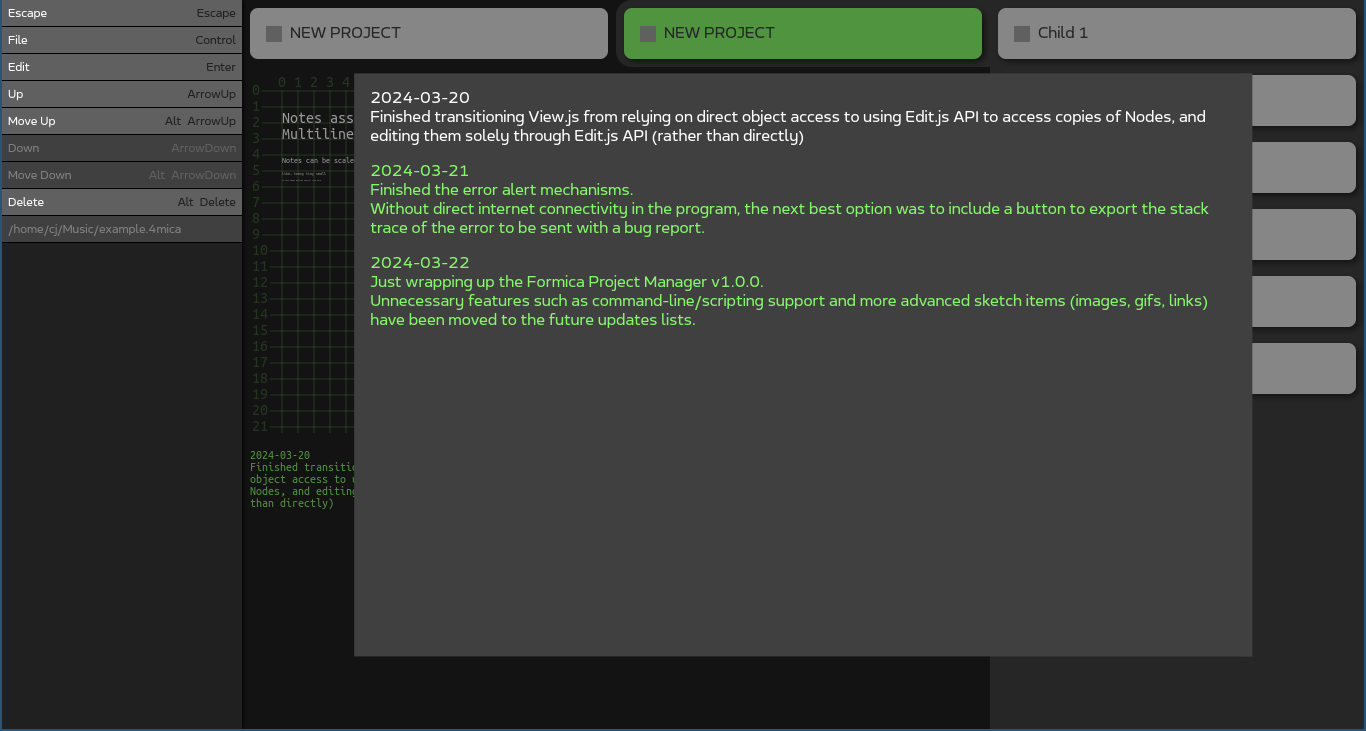 Escape Escape
File Control
Edit Enter
Up ArrowUp
Move Up Alt ArrowUp
Down ArrowDown
Move Down Alt ArrowDown
Delete Alt Delete
/home/cj/Music/example.4mica
NEW PROJECT
NEW PROJECT
Child 1
0 1 2 3 4
0
1
2
3
4
5
6
7
8
9
10
11
12
13
14
15
16
17
18
19
20
21
Notes ass
Multiline
Notes can be scale
2024-03-20
Finished transitio
object access to
Nodes, and editing
than directly)
2024-03-20
Finished transitioning View.js from relying on direct object access to using Edit.js API to access copies of Nodes, and
editing them solely through Edit.js API (rather than directly)
2024-03-21
Finished the error alert mechanisms.
Without direct internet connectivity in the program, the next best option was to include a button to export the stack
trace of the error to be sent with a bug report.
2024-03-22
Just wrapping up the Formica Project Manager v1.0.0.
Unnecessary features such as command-line/scripting support and more advanced sketch items (images, gifs, links)
have been moved to the future updates lists.